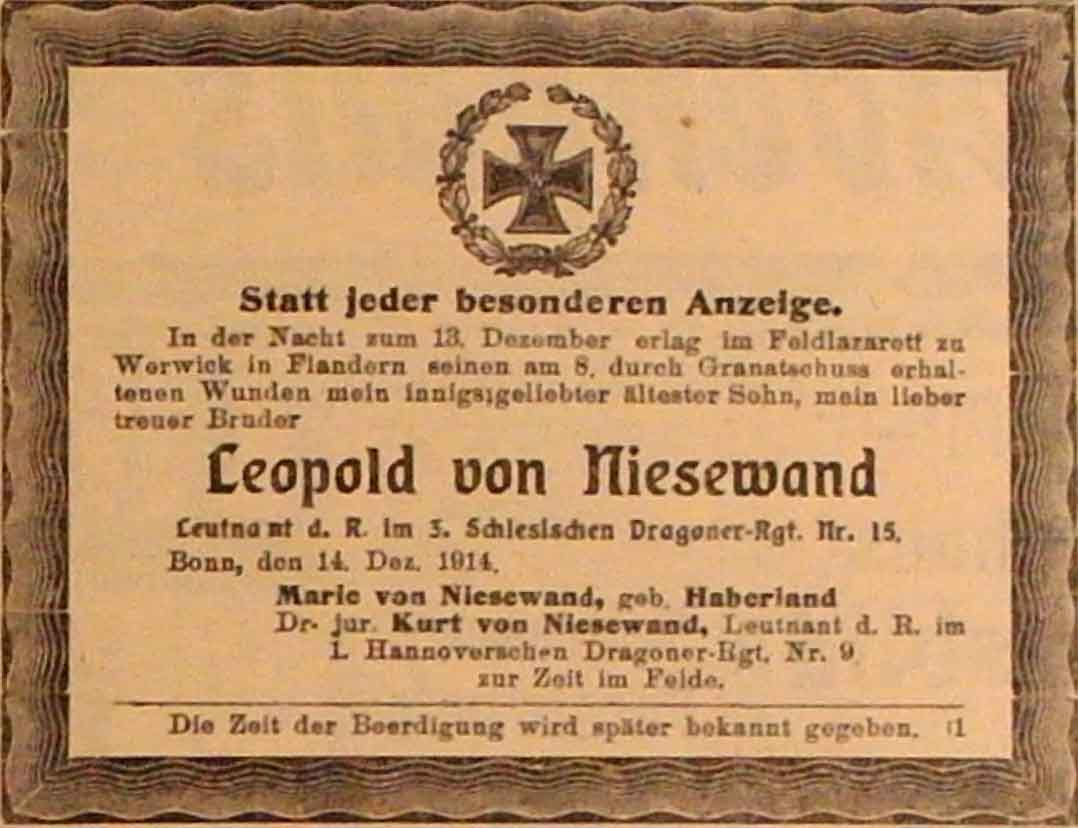 Statt jeder besonderen Anzeige.
In der Nacht zum 13. Dezember erlag im Feldlazarett zu
Werwick in Flandern seinen am 8. durch Granatschuss erhal-
tenen Wunden mein innigstgeliebter ältester Sohn, mein lieber
treuer Bruder
Leopold von Niesewand
Leutnant d. R. im 3. Schlesischen Dragoner-Rgt. Nr. 15.
Bonn, den 14. Dez. 1914.
Marie von Niesewand, geb. Haberland
Dr. jur. Kurt von Niesewand, Leutnant d. R. im
1. Hannoverschen Dragoner-Rgt. Nr. 9
zur Zeit im Felde.
Die Zeit der Beerdigung wird später bekannt gegeben.